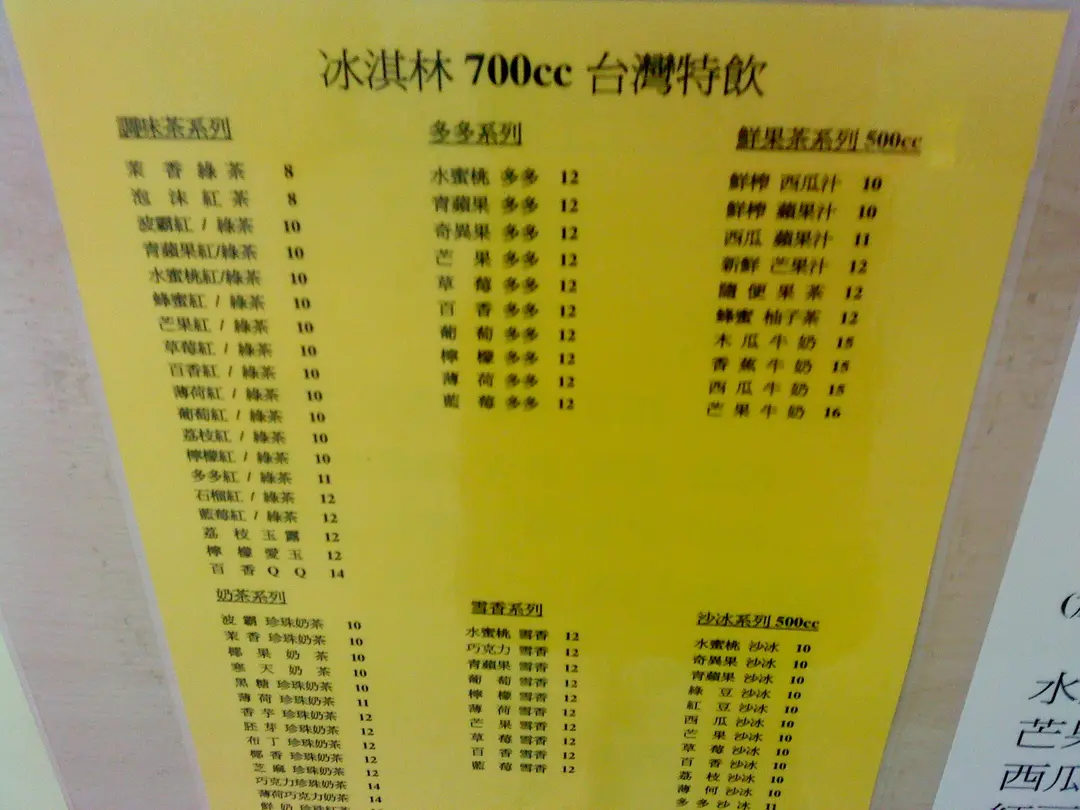 冰淇林 700cc 台灣特飲
調味茶系列
茉 香 綠 茶 8
泡 沫 紅 茶 8
波霸紅 / 綠茶 10
青蘋果紅/綠茶 10
水蜜桃紅/綠茶 10
蜂蜜紅 / 綠茶 10
芒果紅 / 綠茶 10
草莓紅 / 綠茶 10
百香紅 / 綠茶 10
薄荷紅 / 綠茶 10
葡萄紅 / 綠茶 10
荔枝紅 / 綠茶 10
檸檬紅 / 綠茶 10
多多紅 / 綠茶 11
石榴紅 / 綠茶 12
藍莓紅 / 綠茶 12
荔 枝 玉 露 12
檸 檬 愛 玉 12
百 香 Q Q 14
多多系列
水蜜桃 多多 12
青蘋果 多多 12
奇異果 多多 12
芒 果 多多 12
草 莓 多多 12
百 香 多多 12
葡 萄 多多 12
檸 檬 多多 12
薄 荷 多多 12
藍 莓 多多 12
鮮果茶系列 500cc
鮮榨 西瓜汁 10
鮮榨 蘋果汁 10
西瓜 蘋果汁 11
新鮮 芒果汁 12
隨 便 果 茶 12
蜂蜜 柚子茶 12
木 瓜 牛 奶 15
香 蕉 牛 奶 15
西 瓜 牛 奶 15
芒 果 牛 奶 16
奶茶系列
波 霸 珍珠奶茶 10
茉 香 珍珠奶茶 10
椰 果 奶 茶 10
寒 天 奶 茶 10
黑 糖 珍珠奶茶 10
薄 荷 珍珠奶茶 11
香 芋 珍珠奶茶 12
胚 芽 珍珠奶茶 12
布 丁 珍珠奶茶 12
椰 香 珍珠奶茶 12
芝 麻 珍珠奶茶 12
巧克力珍珠奶茶 14
薄荷巧克力奶茶 14
鮮 奶 珍珠紅茶
雪香系列
水蜜桃 雪香 12
巧克力 雪香 12
青蘋果 雪香 12
葡 萄 雪香 12
檸 檬 雪香 12
薄 荷 雪香 12
芒 果 雪香 12
草 莓 雪香 12
百 香 雪香 12
藍 莓 雪香 12
沙冰系列 500cc
水蜜桃 沙冰 10
奇異果 沙冰 10
青蘋果 沙冰 10
綠 豆 沙冰 10
紅 豆 沙冰 10
西 瓜 沙冰 10
芒 果 沙冰 10
草 莓 沙冰 10
百 香 沙冰 10
荔 枝 沙冰 10
薄 何 沙冰 10
多 多 沙 冰 11
水
芒
西瓜